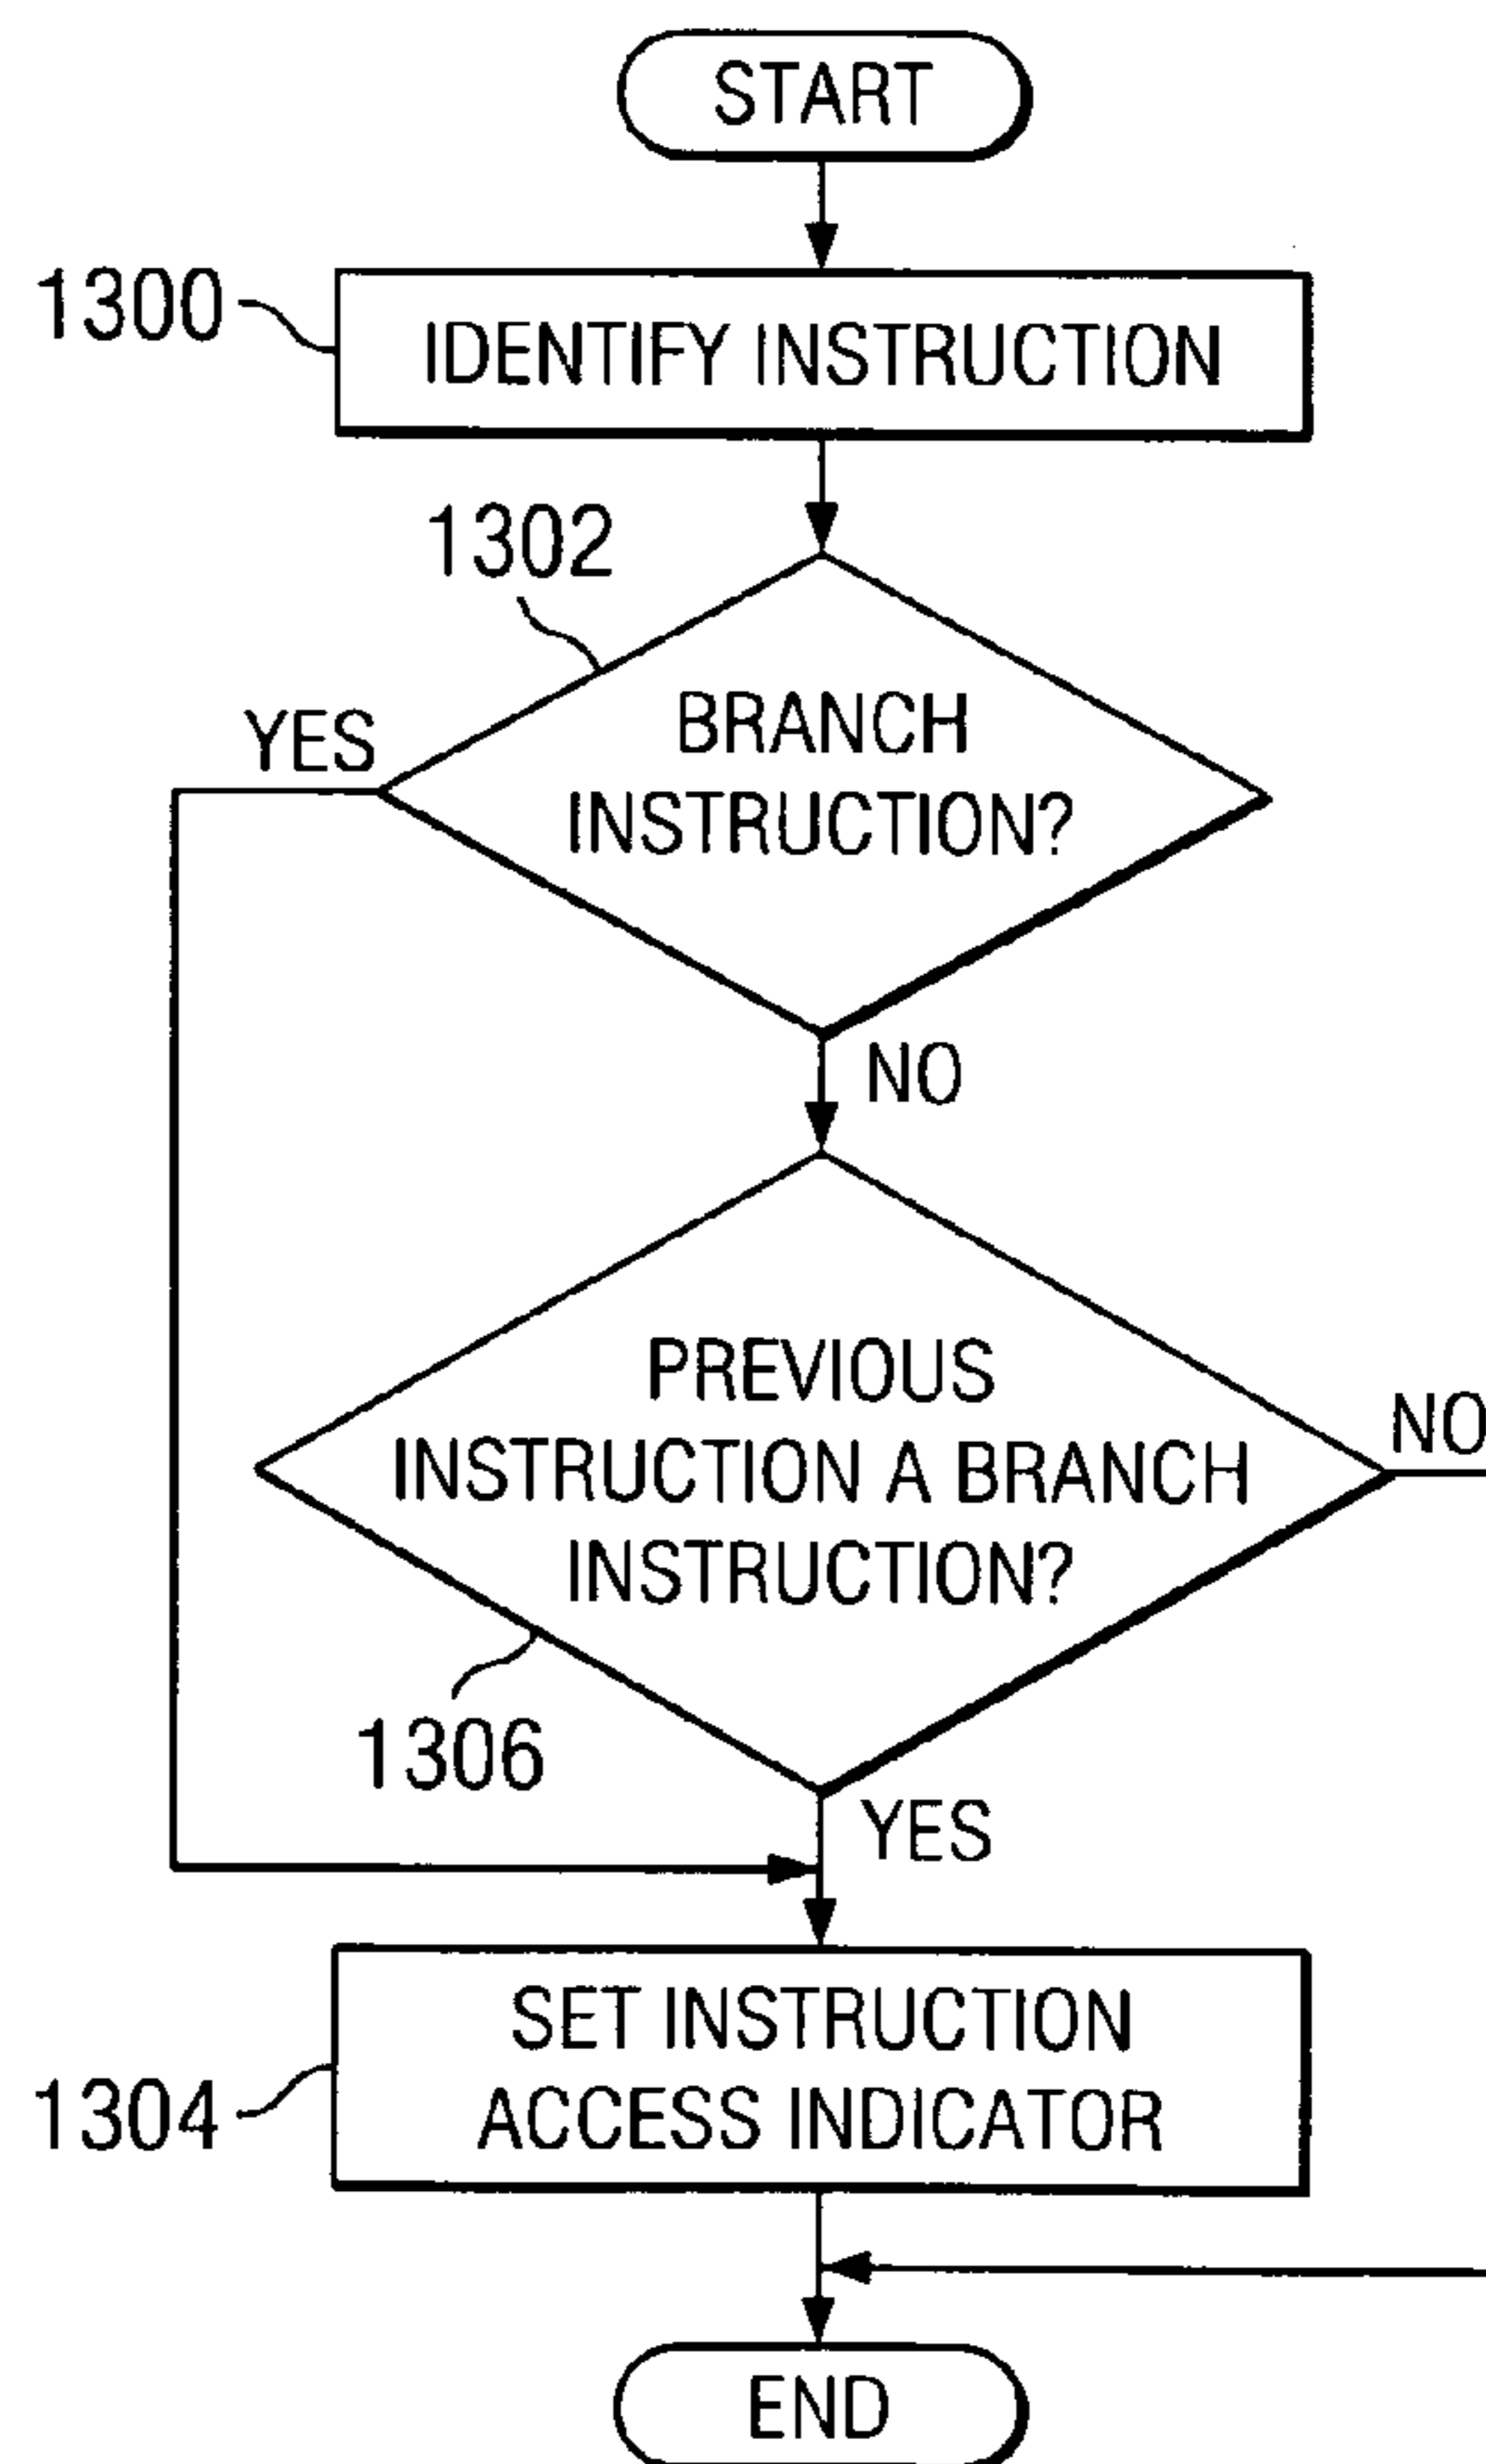 START
1300
IDENTIFY INSTRUCTION
1302
YES
BRANCH
INSTRUCTION?
NO
PREVIOUS
INSTRUCTION A BRANCH
INSTRUCTION?
NO
1306
YES
SET INSTRUCTION
ACCESS INDICATOR
1304
END